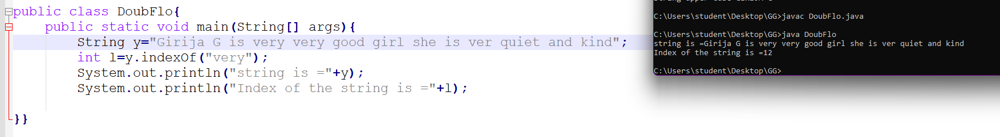 public class DoubFlo{
public static void main(String[] args){
String y="Girija G is very very good girl she is ver quiet and kind";
int l=y.indexOf("very");
System.out.println("string is ="+y);
System.out.println("Index of the string is ="+l);
}}
C:\Users\student\Desktop\GG>javac DoubFlo.java
C:\Users\student\Desktop\GG>java DoubFlo
string is =Girija G is very very good girl she is ver quiet and kind
Index of the string is =12
C:\Users\student\Desktop\GG>